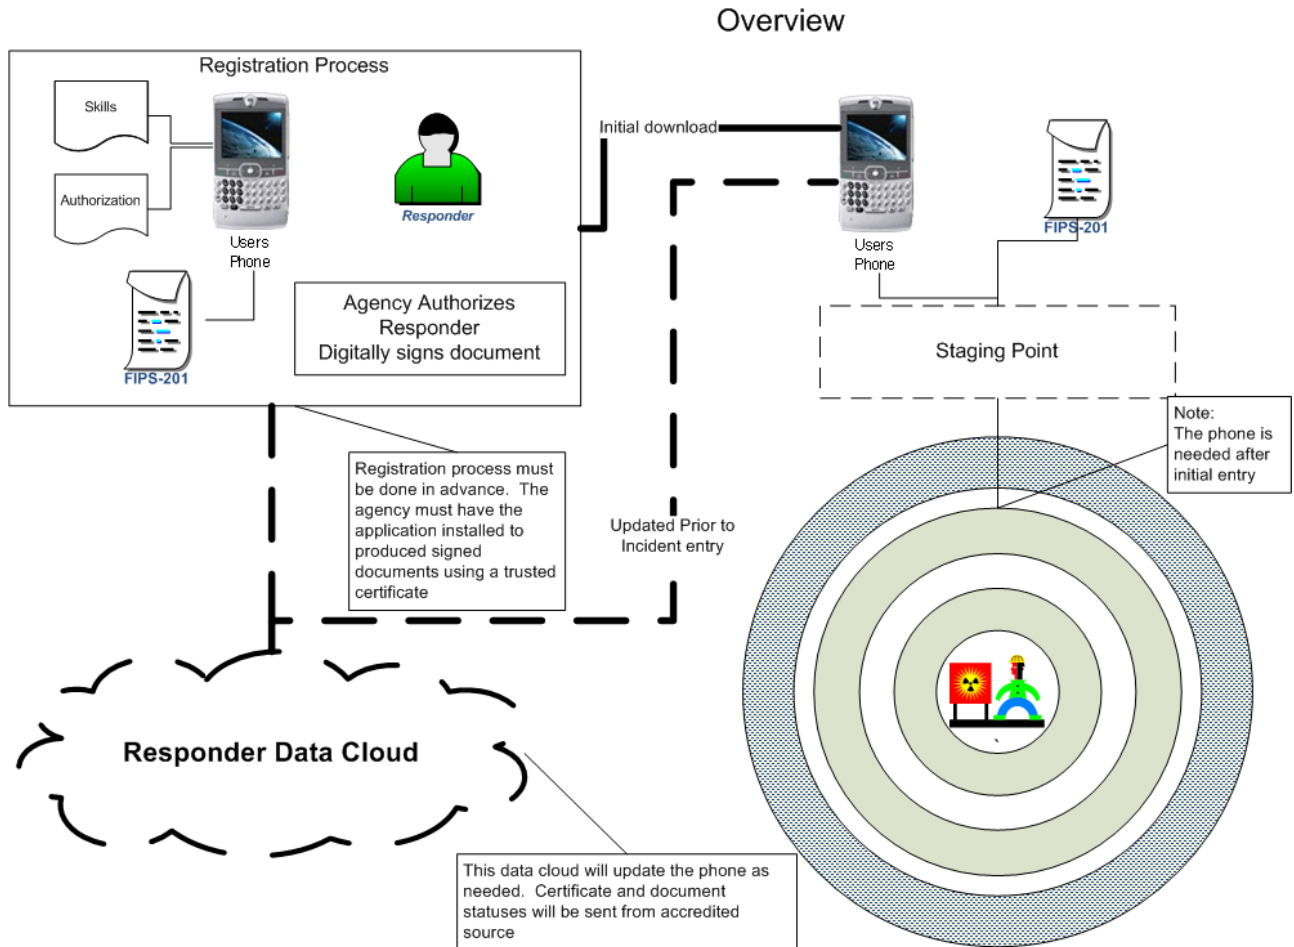 Overview
Registration Process
Skills
Authorization
Users
Phone
Responder
FIPS-201
Agency Authorizes
Responder
Digitally signs document
Initial download
Users
Phone
FIPS-201
Staging Point
Note:
The phone is
needed after
initial entry
Registration process must
be done in advance. The
agency must have the
application installed to
produced signed
documents using a trusted
certificate
Updated Prior to
Incident entry
Responder Data Cloud
This data cloud will update the phone as
needed. Certificate and document
statuses will be sent from accredited
source